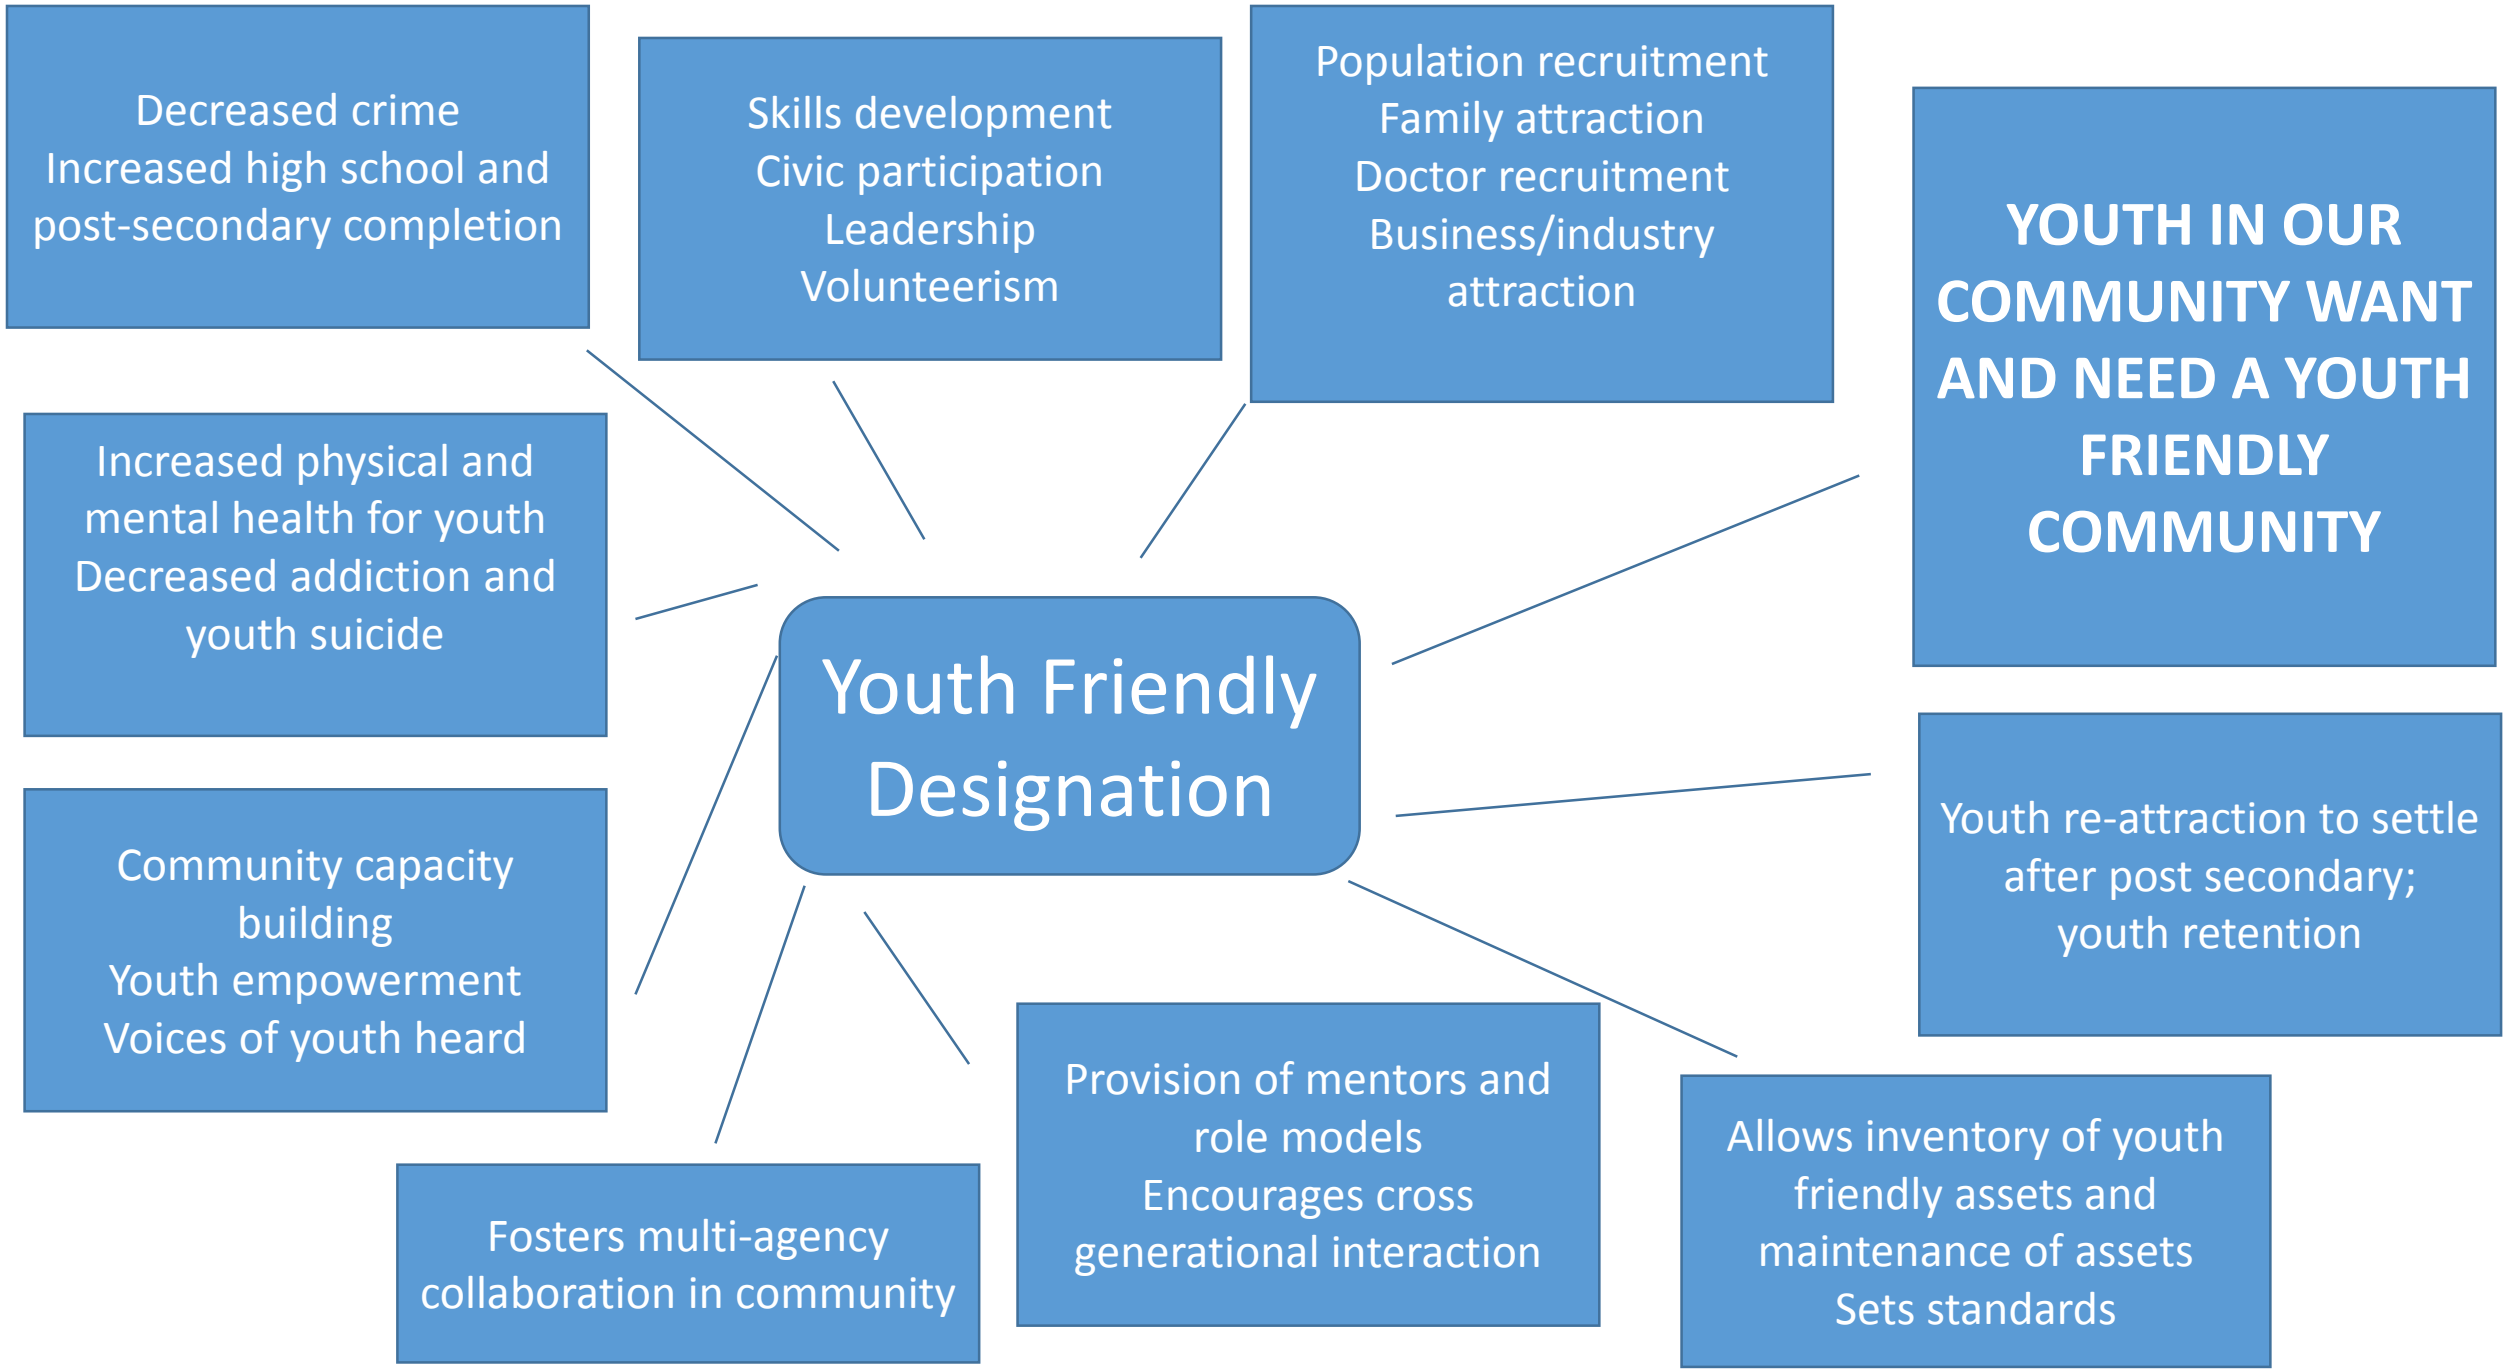 Decreased crime
Increased high school and
post-secondary completion
Skills development
Civic participation
Leadership
Volunteerism
Population recruitment
Family attraction
Doctor recruitment
Business/industry
attraction
YOUTH IN OUR
COMMUNITY WANT
AND NEED A YOUTH
FRIENDLY
COMMUNITY
Increased physical and
mental health for youth
Decreased addiction and
youth suicide
Youth Friendly
Designation
Youth re-attraction to settle
after post secondary;
youth retention
Community capacity
building
Youth empowerment
Voices of youth heard
Fosters multi-agency
collaboration in community
Provision of mentors and
role models
Encourages cross
generational interaction
Allows inventory of youth
friendly assets and
maintenance of assets
Sets standards